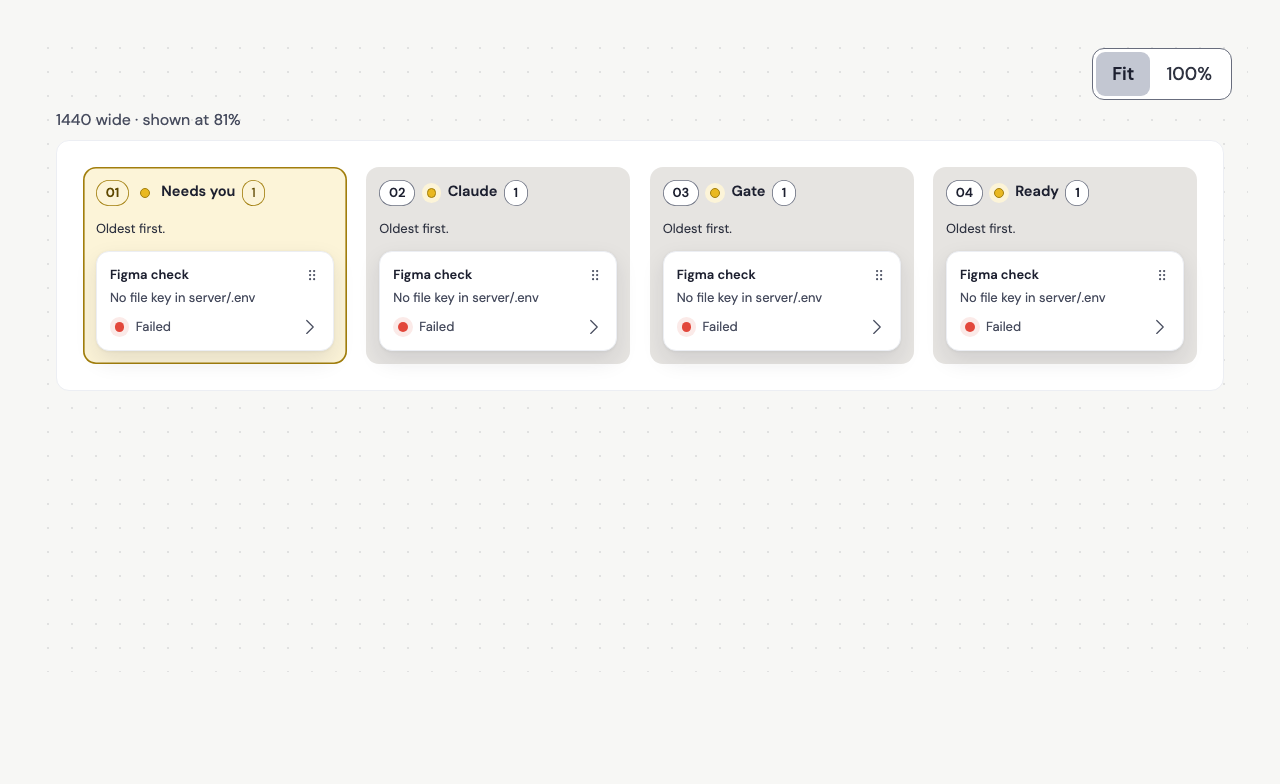 Fit 100%
1440 wide · shown at 81%
01 Needs you 1
Oldest first.
Figma check
No file key in server/.env
Failed
02 Claude 1
Oldest first.
Figma check
No file key in server/.env
Failed
03 Gate 1
Oldest first.
Figma check
No file key in server/.env
Failed
04 Ready 1
Oldest first.
Figma check
No file key in server/.env
Failed